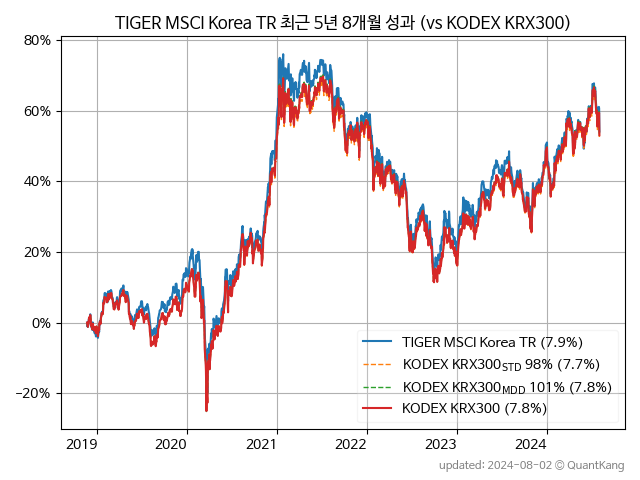 TIGER MSCI Korea TR 최근 5년 8개월 성과 (vs KODEX KRX300)
80%
60%
40%
20%
0%
−20%
TIGER MSCI Korea TR (7.9%)
KODEX KRX300STD 98% (7.7%)
KODEX KRX300MDD 101% (7.8%)
KODEX KRX300 (7.8%)
2019 2020 2021 2022 2023 2024
updated: 2024-08-02 © QuantKang